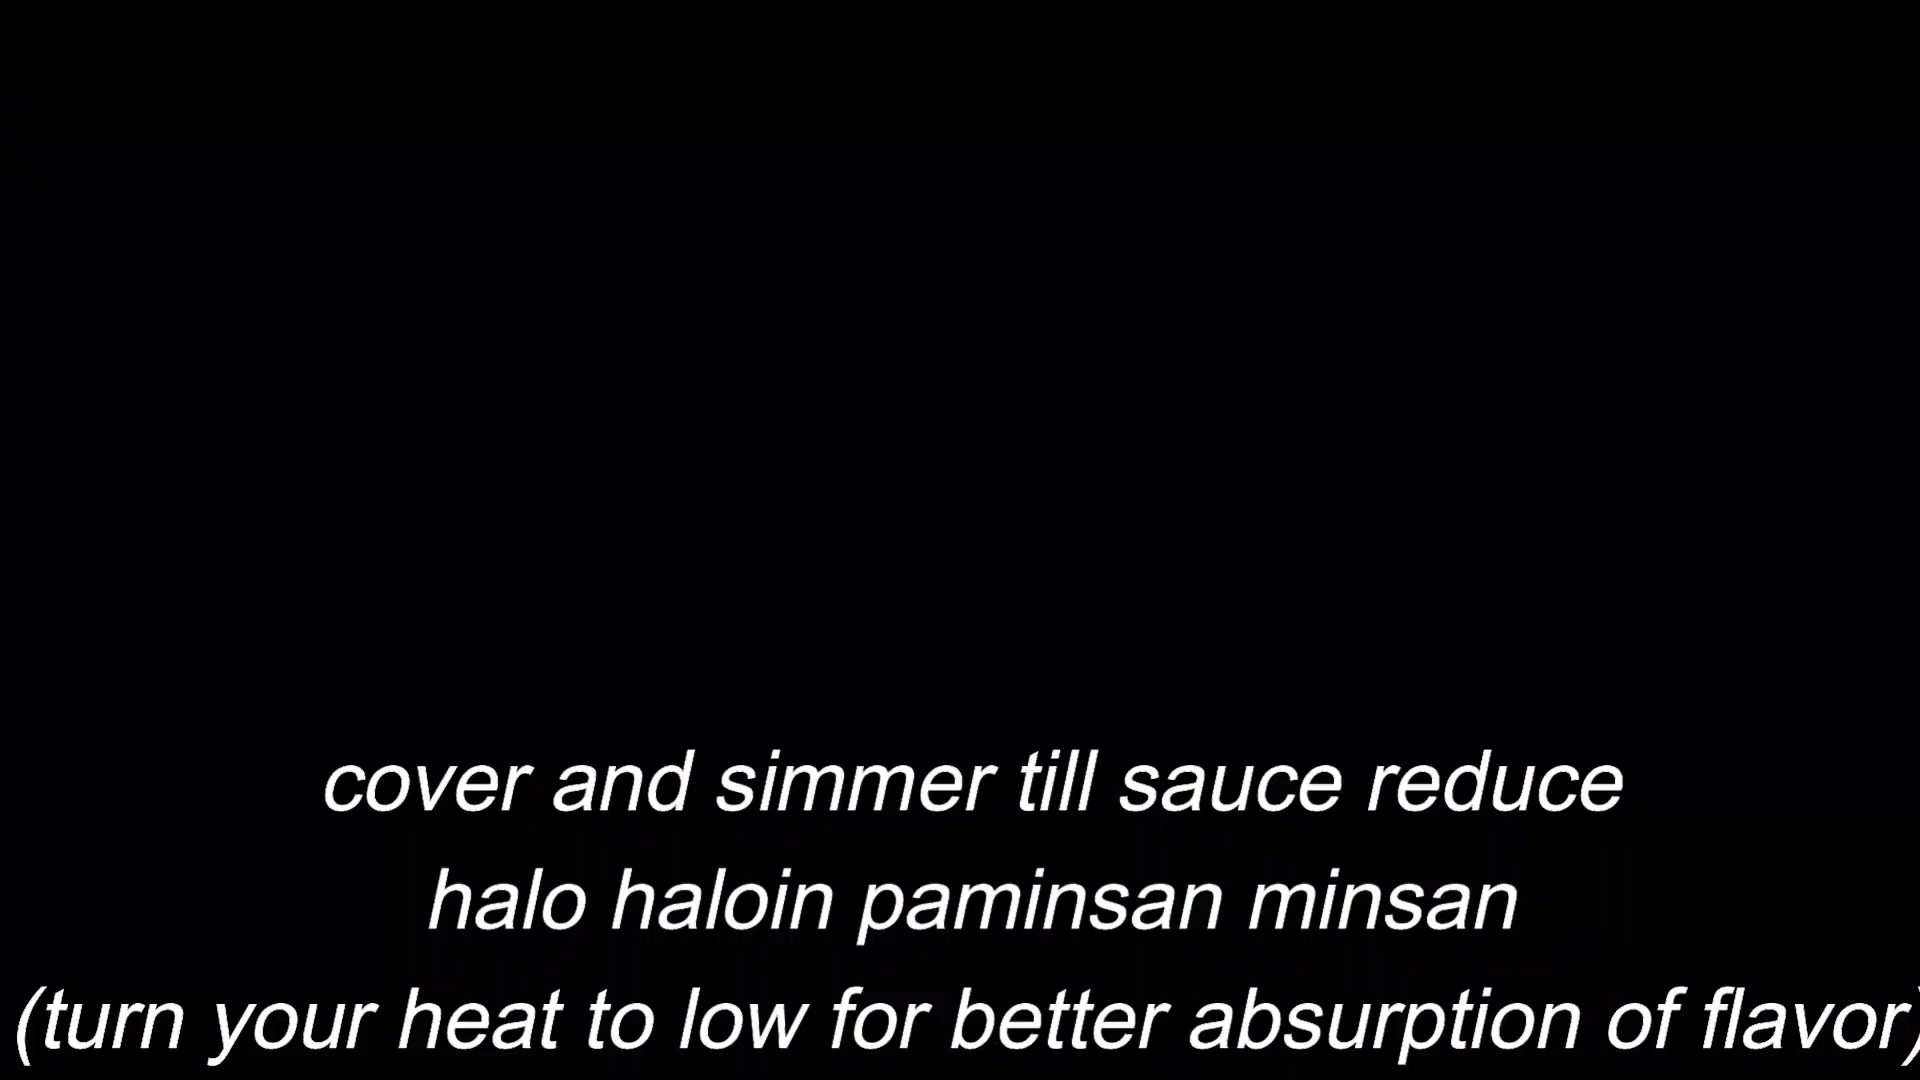 cover and simmer till sauce reduce
halo haloin paminsan minsan
(turn your heat to low for better absurption of flavor)